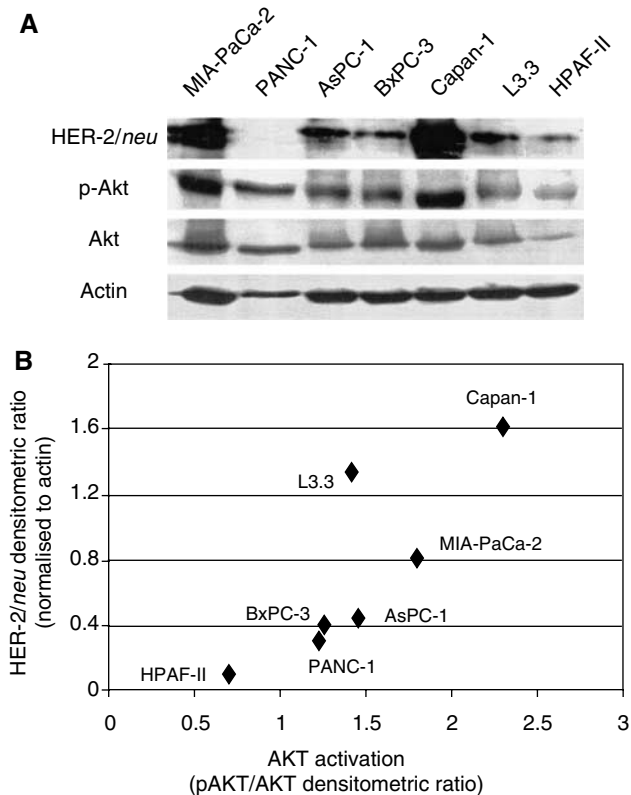 A
MIA-PaCa-2 PANC-1 AsPC-1 BxPC-3 Capan-1 L3.3 HPAF-II
HER-2/neu
p-Akt
Akt
Actin
B
HER-2/neu densitometric ratio
(normalised to actin)
2
1.6
1.2
0.8
0.4
0
Capan-1
L3.3
MIA-PaCa-2
BxPC-3
AsPC-1
PANC-1
HPAF-II
0 0.5 1 1.5 2 2.5 3
AKT activation
(pAKT/AKT densitometric ratio)